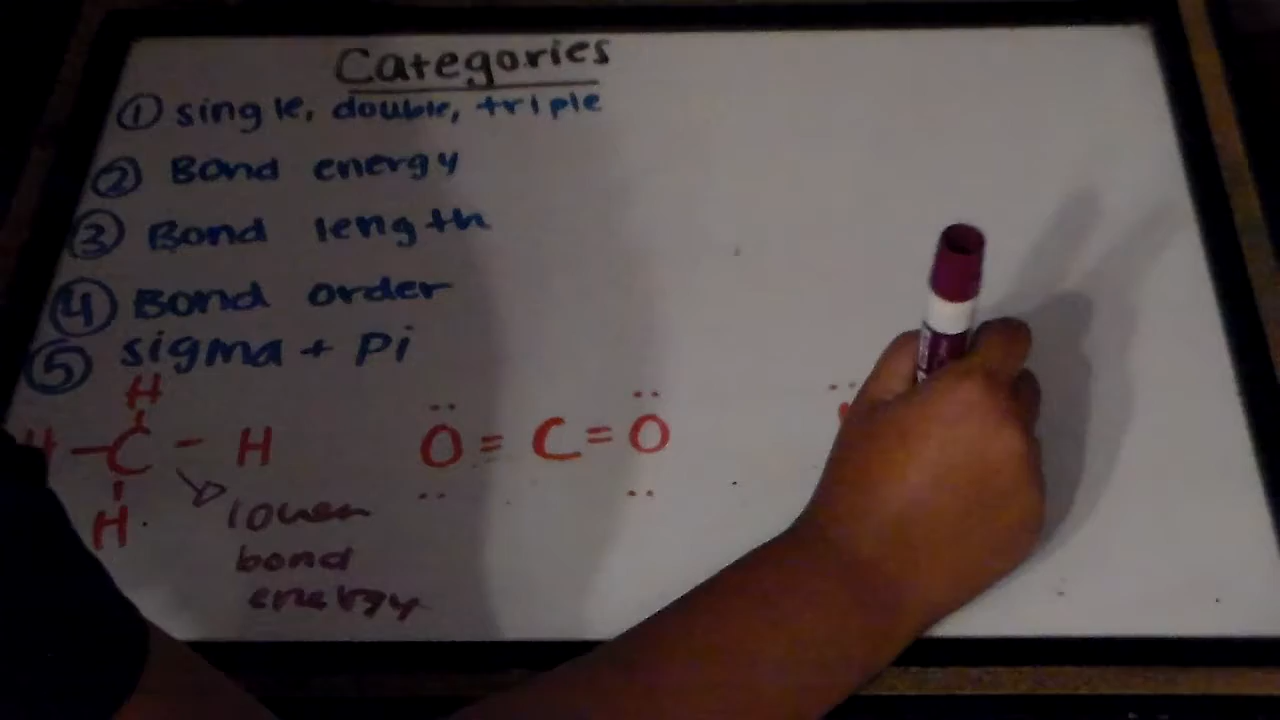 Categories
① single, double, triple
② Bond energy
③ Bond length
④ Bond order
⑤ sigma + Pi
H
H - C - H
H
O = C = O
lower
bond
energy